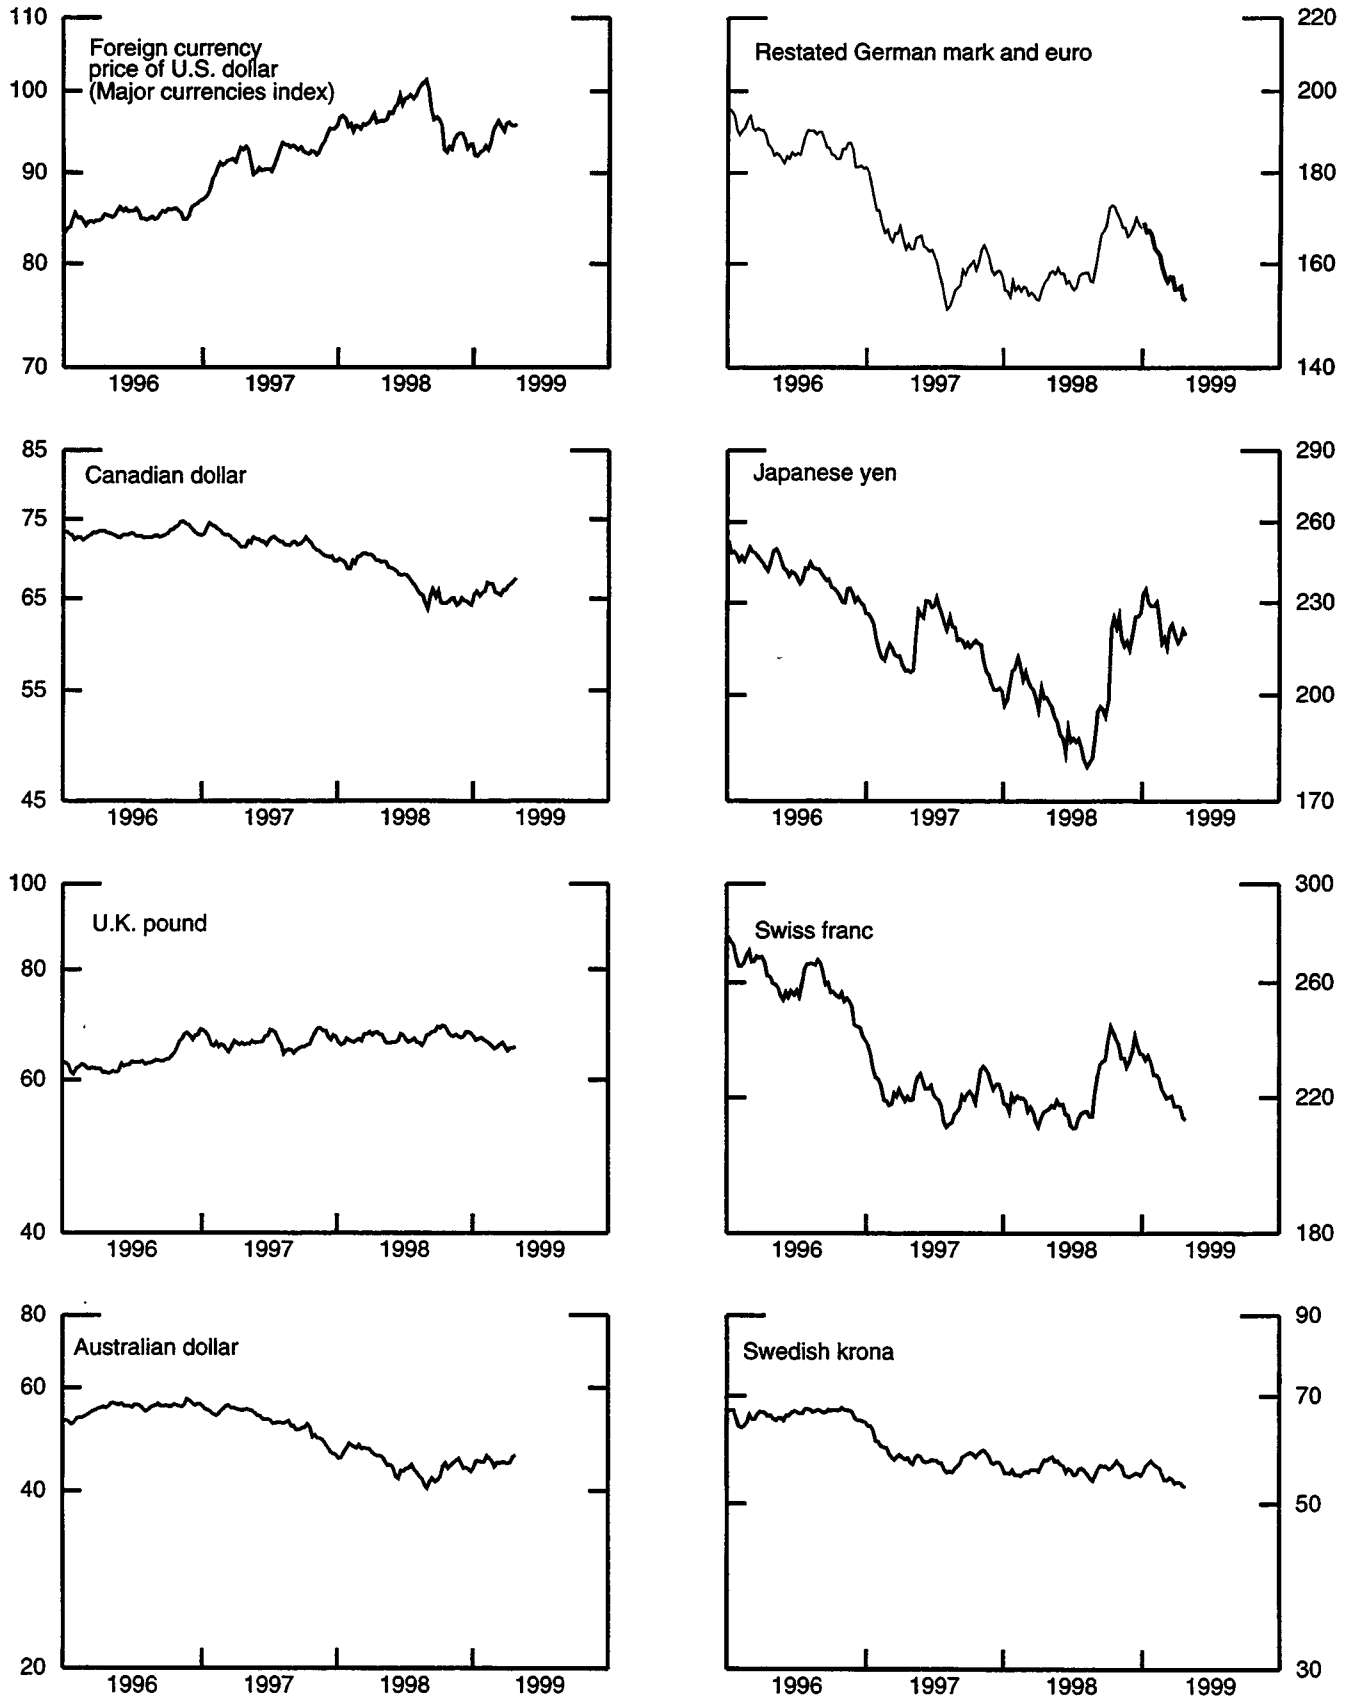 110
Foreign currency
price of U.S. dollar
(Major currencies index)
100
90
80
70
1996 1997 1998 1999
220
Restated German mark and euro
200
180
160
140
1996 1997 1998 1999
85
Canadian dollar
75
65
55
45
1996 1997 1998 1999
290
Japanese yen
260
230
200
170
1996 1997 1998 1999
100
U.K. pound
80
60
40
1996 1997 1998 1999
300
Swiss franc
260
220
180
1996 1997 1998 1999
80
Australian dollar
60
40
20
1996 1997 1998 1999
90
Swedish krona
70
50
30
1996 1997 1998 1999